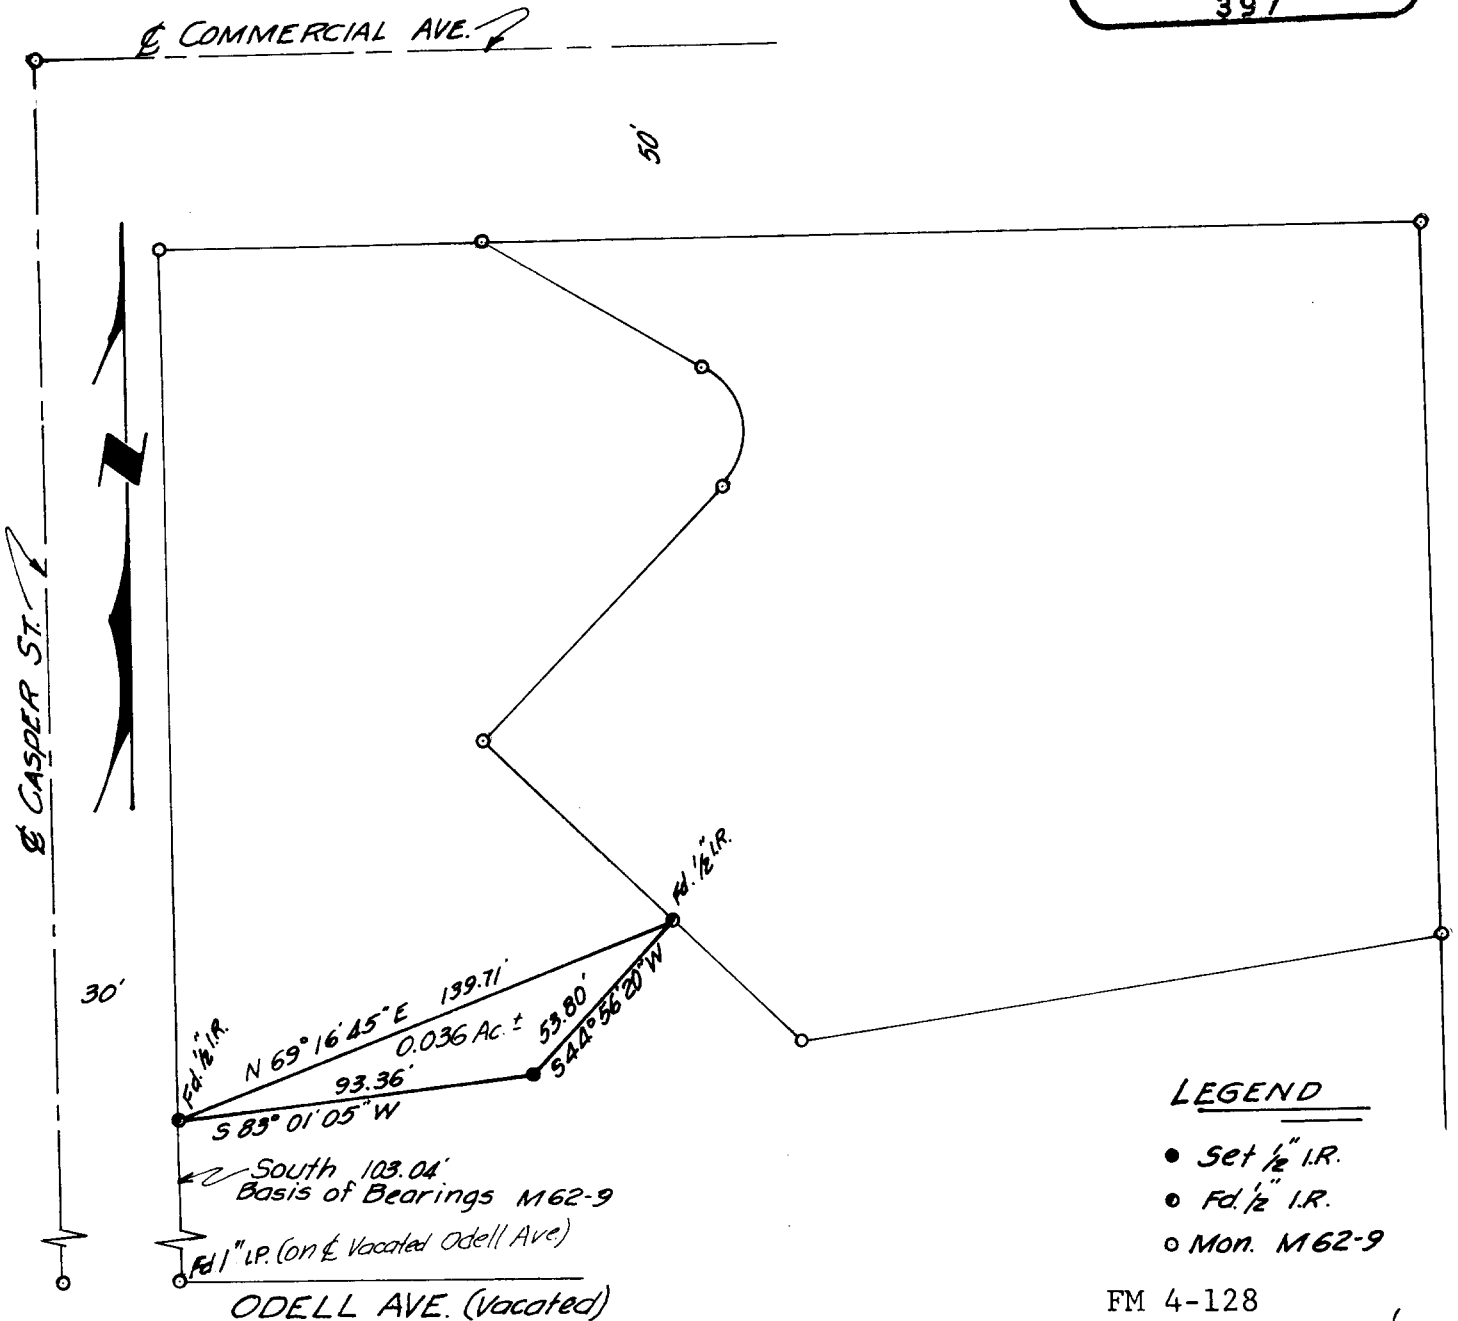 397
℄ COMMERCIAL AVE.
50'
℄ CASPER ST.
30'
Fd. ½" I.R.
N 69° 16' 45" E 139.71'
0.036 Ac. ±
53.80'
S 44° 56' 20" W
93.36'
S 83° 01' 05" W
Fd. ½" I.R.
South 103.04'
Basis of Bearings M62-9
Fd 1" I.P. (on ℄ Vacated Odell Ave)
ODELL AVE. (Vacated)
LEGEND
● Set ½" I.R.
Fd. ½" I.R.
○ Mon. M62-9
FM 4-128